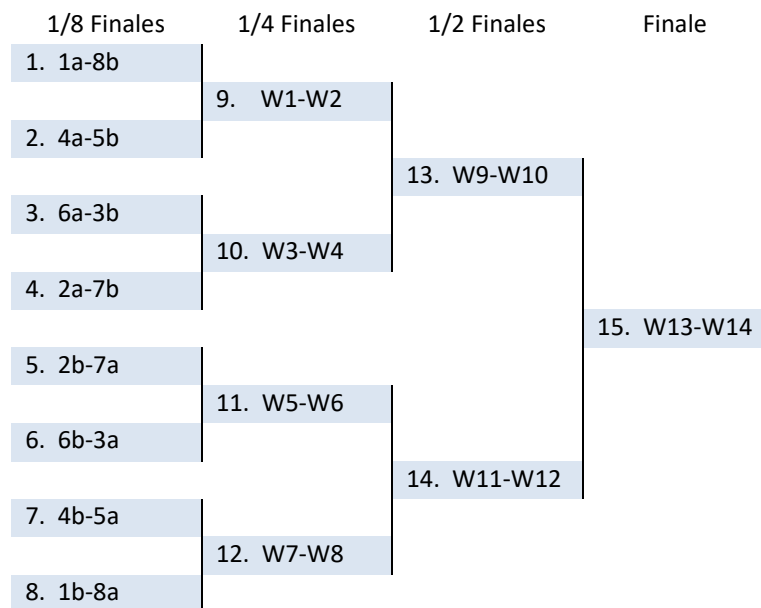 1/8 Finales 1/4 Finales 1/2 Finales Finale
1. 1a-8b
9. W1-W2
2. 4a-5b
13. W9-W10
3. 6a-3b
10. W3-W4
4. 2a-7b
15. W13-W14
5. 2b-7a
11. W5-W6
6. 6b-3a
14. W11-W12
7. 4b-5a
12. W7-W8
8. 1b-8a